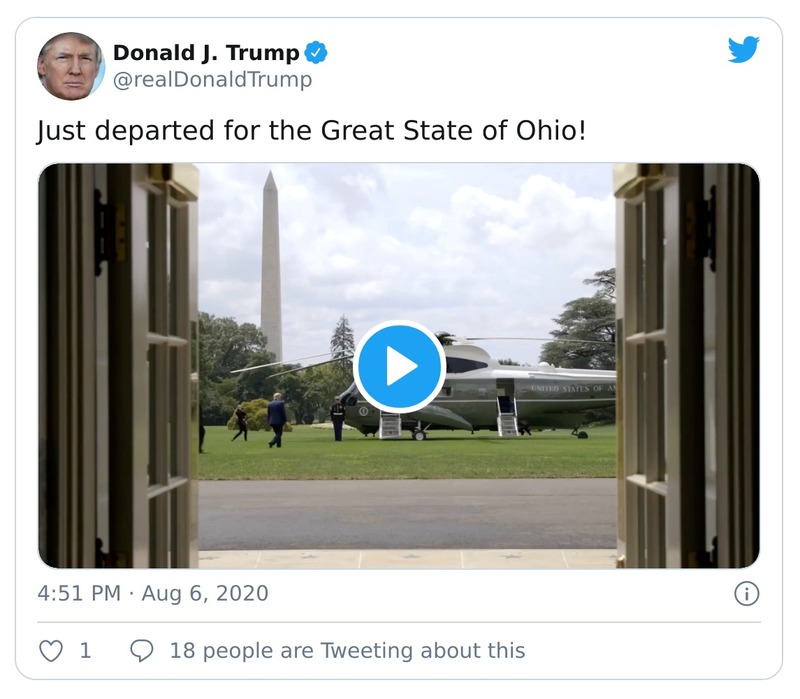 Donald J. Trump
@realDonaldTrump
Just departed for the Great State of Ohio!
UNITED STATES OF
4:51 PM · Aug 6, 2020
1
18 people are Tweeting about this